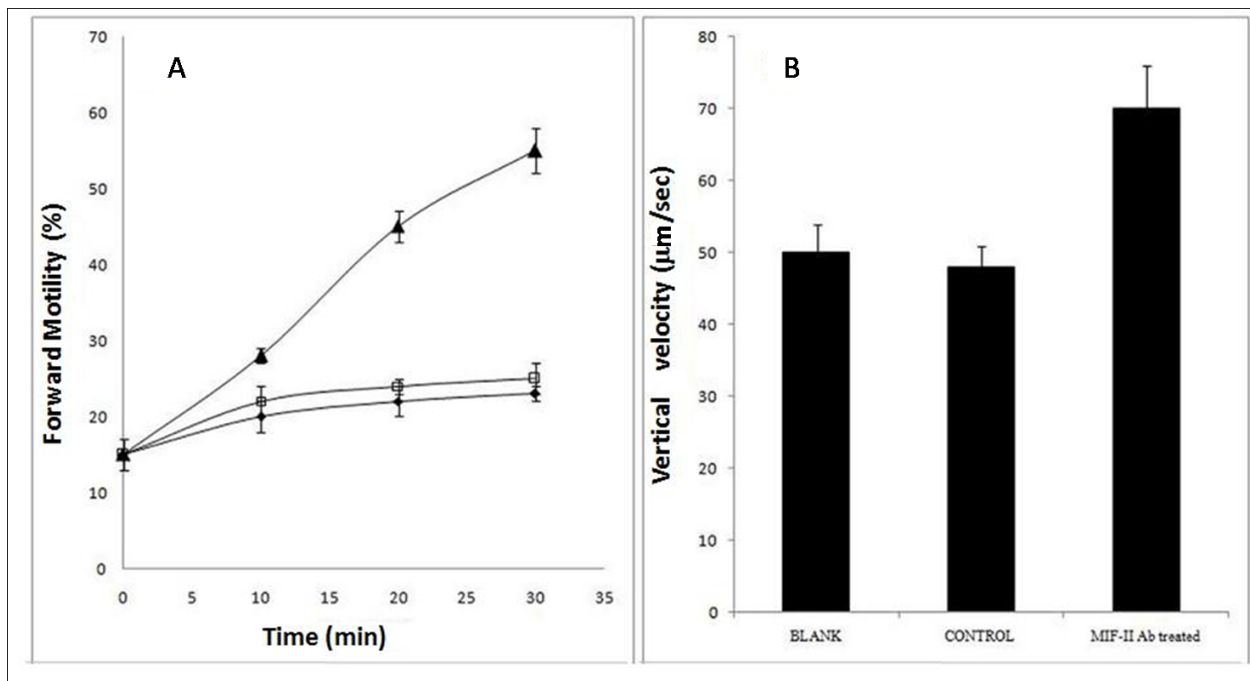 A
70
60
50
40
30
20
10
0
0 5 10 15 20 25 30 35
Forward Motility (%)
Time (min)
B
80
70
60
50
40
30
20
10
0
Vertical velocity (μm/sec)
BLANK CONTROL MIF-II Ab treated